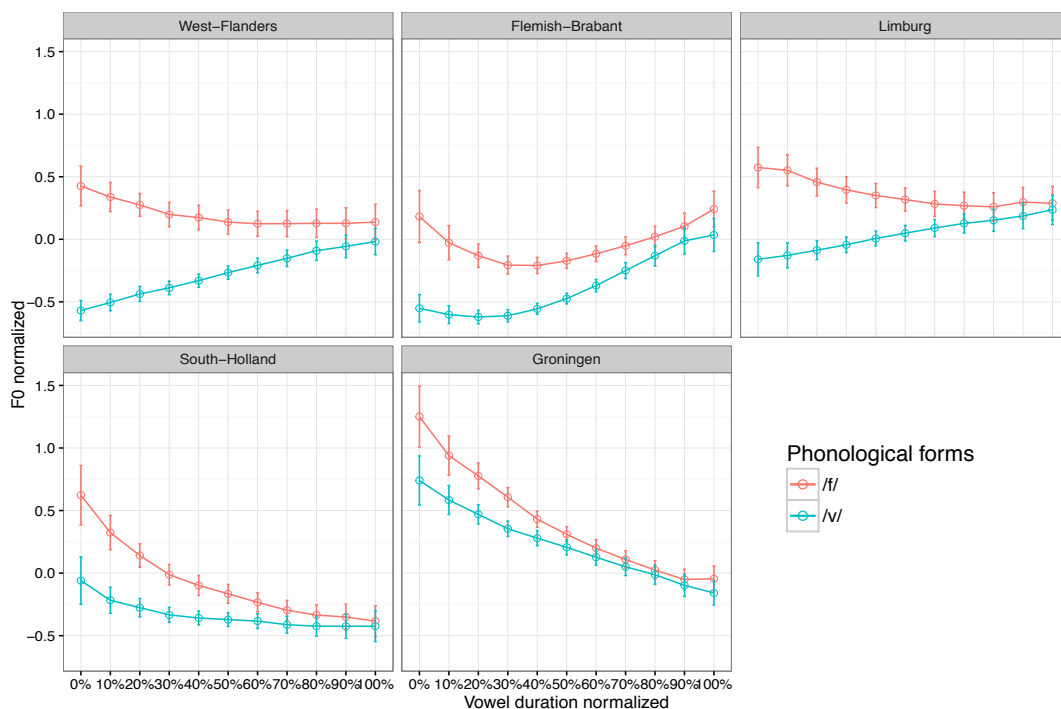 West−Flanders
Flemish−Brabant
Limburg
1.5
1.0
0.5
0.0
−0.5
South−Holland
Groningen
1.5
1.0
0.5
0.0
−0.5
F0 normalized
0% 10% 20% 30% 40% 50% 60% 70% 80% 90% 100%
0% 10% 20% 30% 40% 50% 60% 70% 80% 90% 100%
Vowel duration normalized
Phonological forms
/f/
/v/